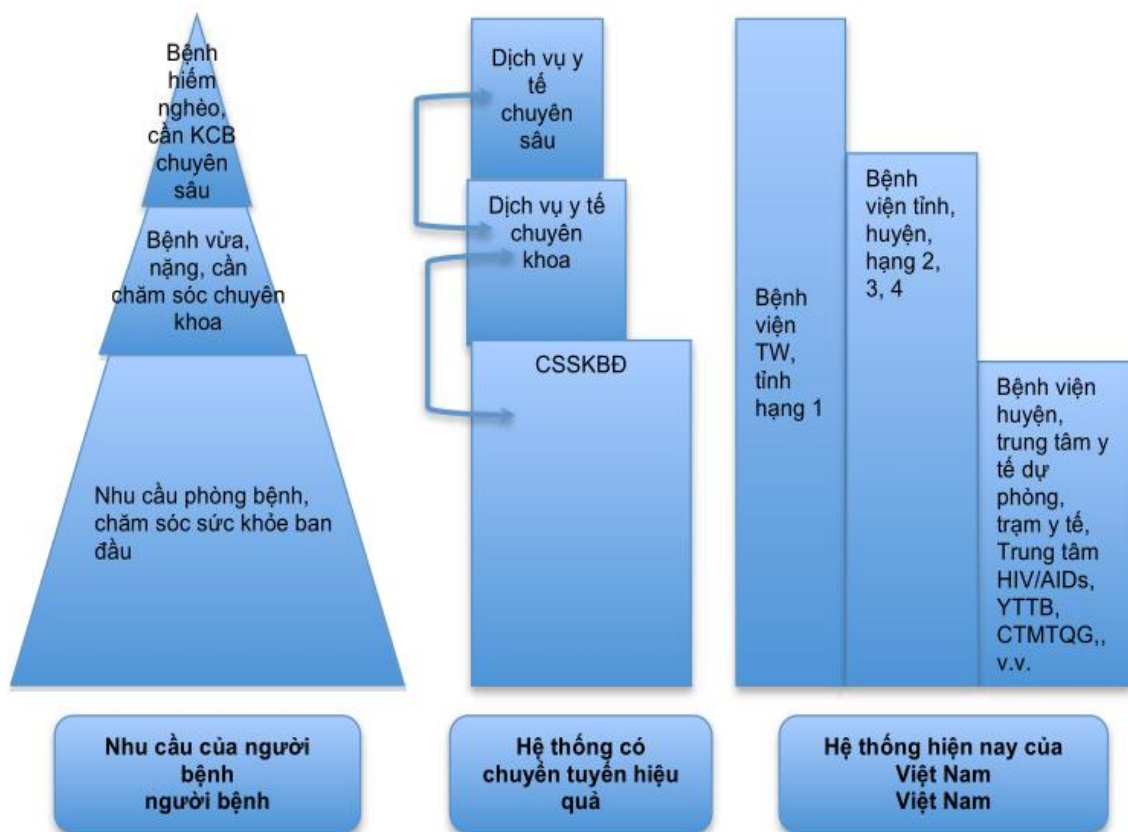 Bệnh
hiếm
nghèo,
cần KCB
chuyên
sâu
Bệnh vừa,
nặng, cần
chăm sóc chuyên
khoa
Nhu cầu phòng bệnh,
chăm sóc sức khỏe ban
đầu
Nhu cầu của người
bệnh
người bệnh
Dịch vụ y
tế
chuyên
sâu
Dịch vụ y tế
chuyên
khoa
CSSKBĐ
Hệ thống có
chuyển tuyến hiệu
quả
Bệnh
viện
TW,
tỉnh
hạng 1
Bệnh
viện tỉnh,
huyện,
hạng 2,
3, 4
Bệnh viện
huyện,
trung tâm y
tế dự
phòng,
trạm y tế,
Trung tâm
HIV/AIDs,
YTTB,
CTMTQG,,
v.v.
Hệ thống hiện nay của
Việt Nam
Việt Nam